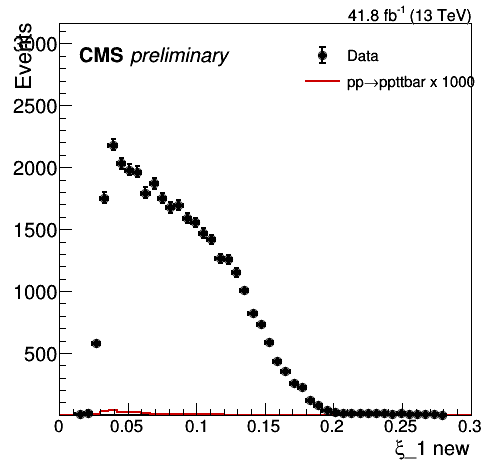 41.8 fb⁻¹ (13 TeV)
Events
CMS preliminary
Data
pp→ppttbar x 1000
3000
2500
2000
1500
1000
500
0 0.05 0.1 0.15 0.2 0.25 0.3
ξ_1 new